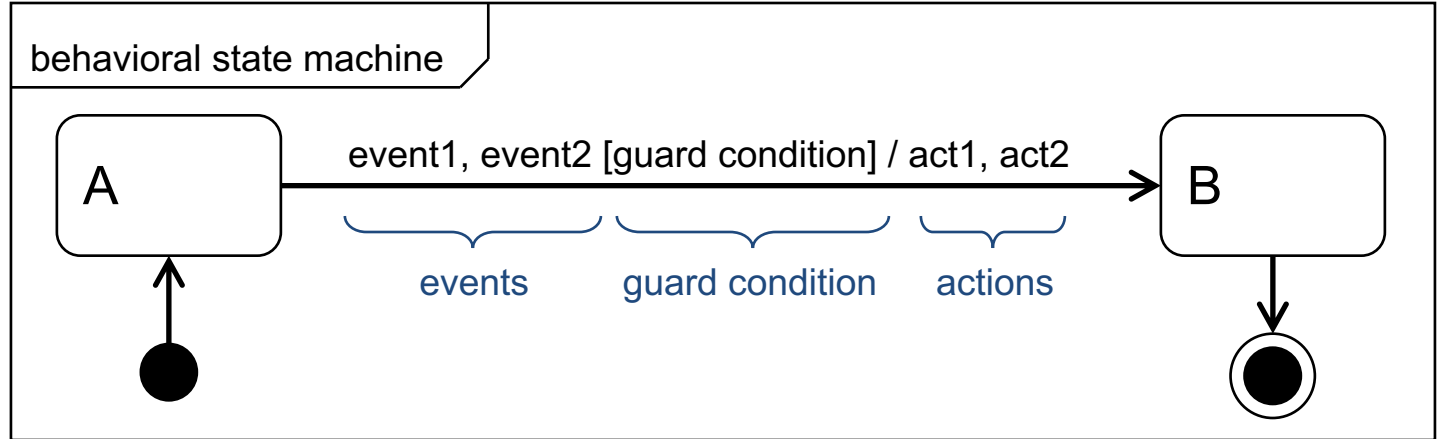 behavioral state machine
event1, event2 [guard condition] / act1, act2
A
B
events
guard condition
actions